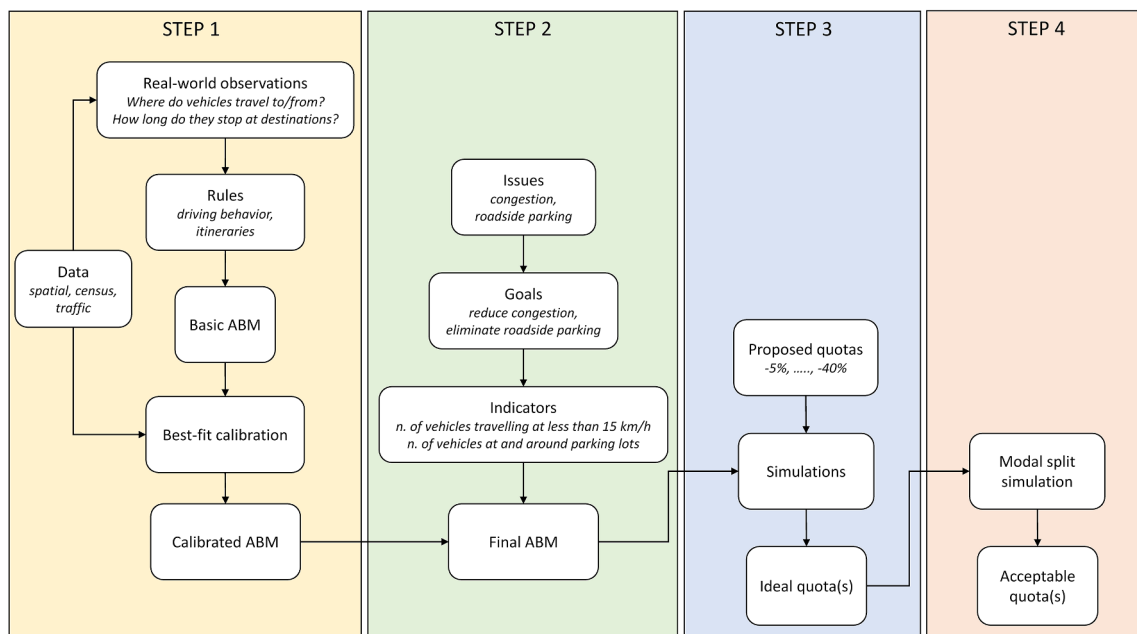 STEP 1
Real-world observations
Where do vehicles travel to/from?
How long do they stop at destinations?
Rules
driving behavior,
itineraries
Data
spatial, census,
traffic
Basic ABM
Best-fit calibration
Calibrated ABM
STEP 2
Issues
congestion,
roadside parking
Goals
reduce congestion,
eliminate roadside parking
Indicators
n. of vehicles travelling at less than 15 km/h
n. of vehicles at and around parking lots
Final ABM
STEP 3
Proposed quotas
-5%, ....., -40%
Simulations
Ideal quota(s)
STEP 4
Modal split
simulation
Acceptable
quota(s)